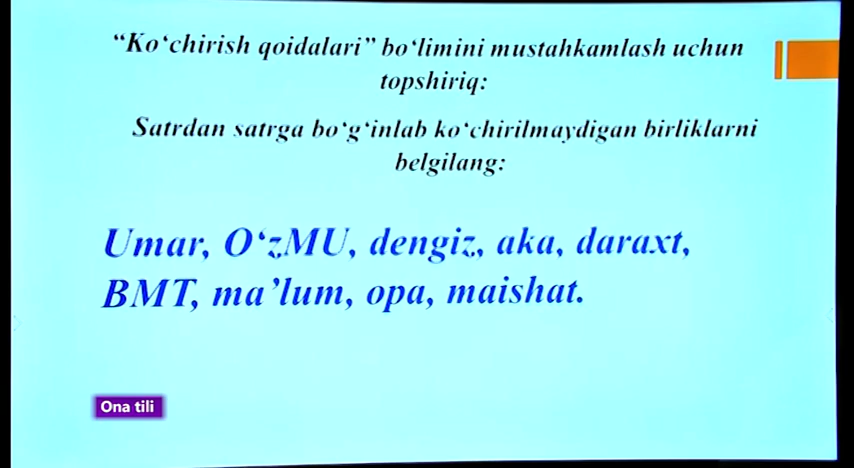 “Ko‘chirish qoidalari” bo‘limini mustahkamlash uchun
topshiriq:
Satrdan satrga bo‘g‘inlab ko‘chirilmaydigan birliklarni
belgilang:
Umar, O‘zMU, dengiz, aka, daraxt,
BMT, ma’lum, opa, maishat.
Ona tili